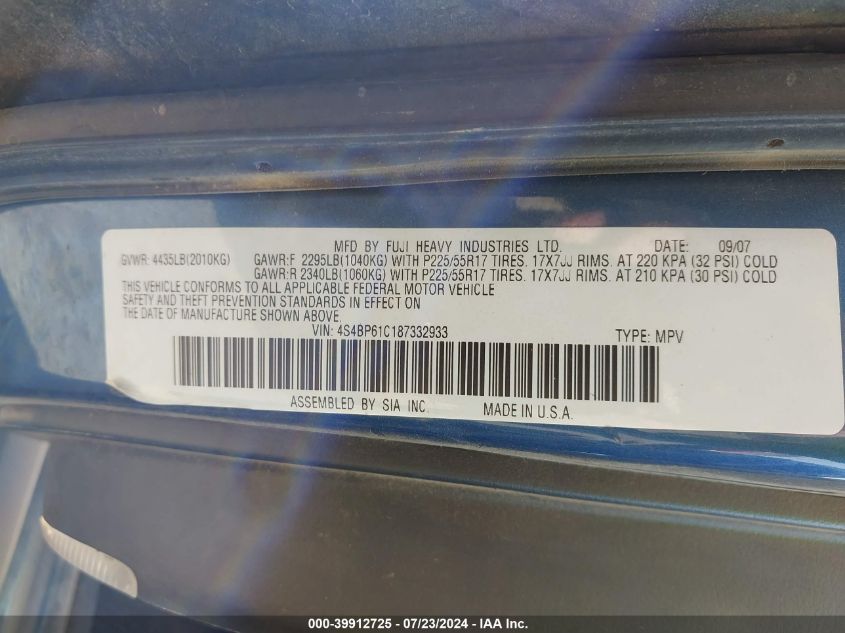 MFD BY FUJI HEAVY INDUSTRIES LTD. DATE: 09/07
GVWR: 4435LB(2010KG) GAWR:F 2295LB(1040KG) WITH P225/55R17 TIRES. 17X7JJ RIMS. AT 220 KPA (32 PSI) COLD
GAWR:R 2340LB(1060KG) WITH P225/55R17 TIRES. 17X7JJ RIMS. AT 210 KPA (30 PSI) COLD
THIS VEHICLE CONFORMS TO ALL APPLICABLE FEDERAL MOTOR VEHICLE
SAFETY AND THEFT PREVENTION STANDARDS IN EFFECT ON
THE DATE OF MANUFACTURE SHOWN ABOVE.
VIN: 4S4BP61C187332933 TYPE: MPV
ASSEMBLED BY SIA INC. MADE IN U.S.A.
000-39912725 - 07/23/2024 - IAA Inc.